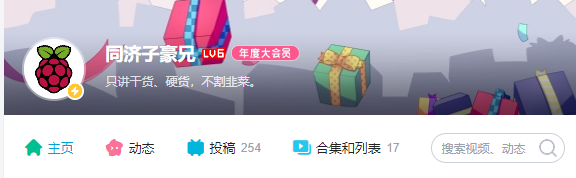 同济子豪兄 LV6 年度大会员
只讲干货、硬货，不割韭菜。
主页 动态 投稿 254 合集和列表 17 搜索视频、动态